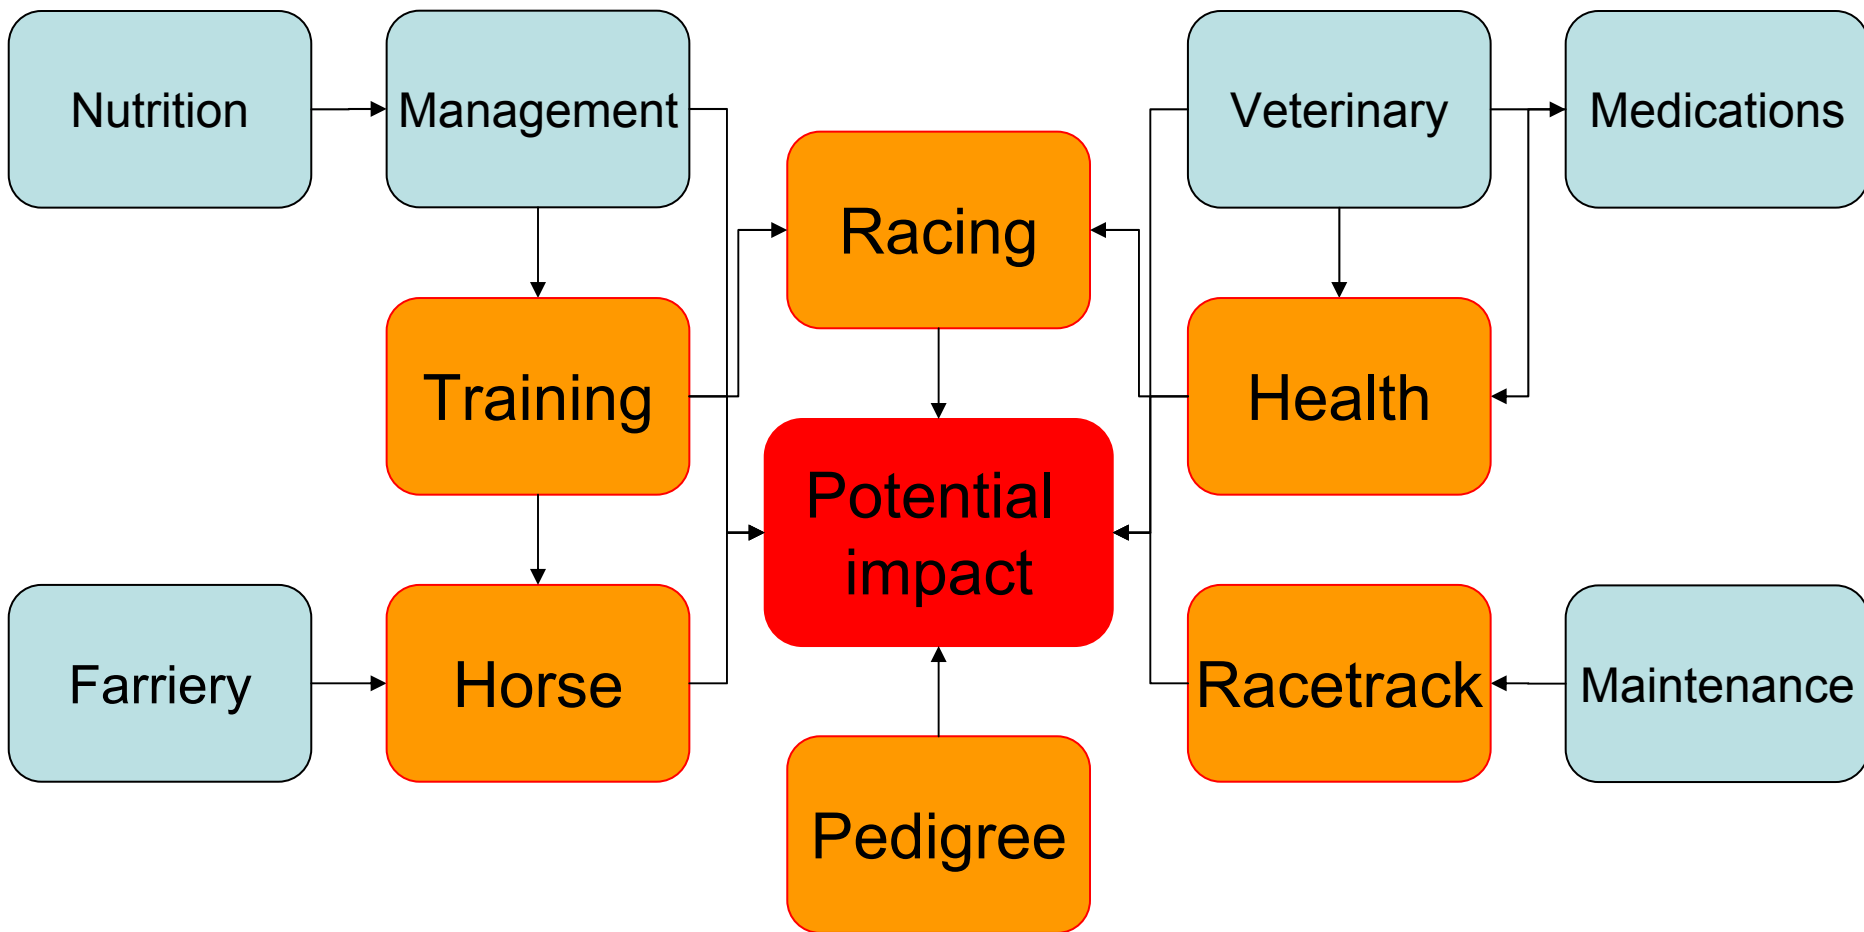 Nutrition
Management
Veterinary
Medications
Racing
Training
Health
Potential
impact
Farriery
Horse
Racetrack
Maintenance
Pedigree